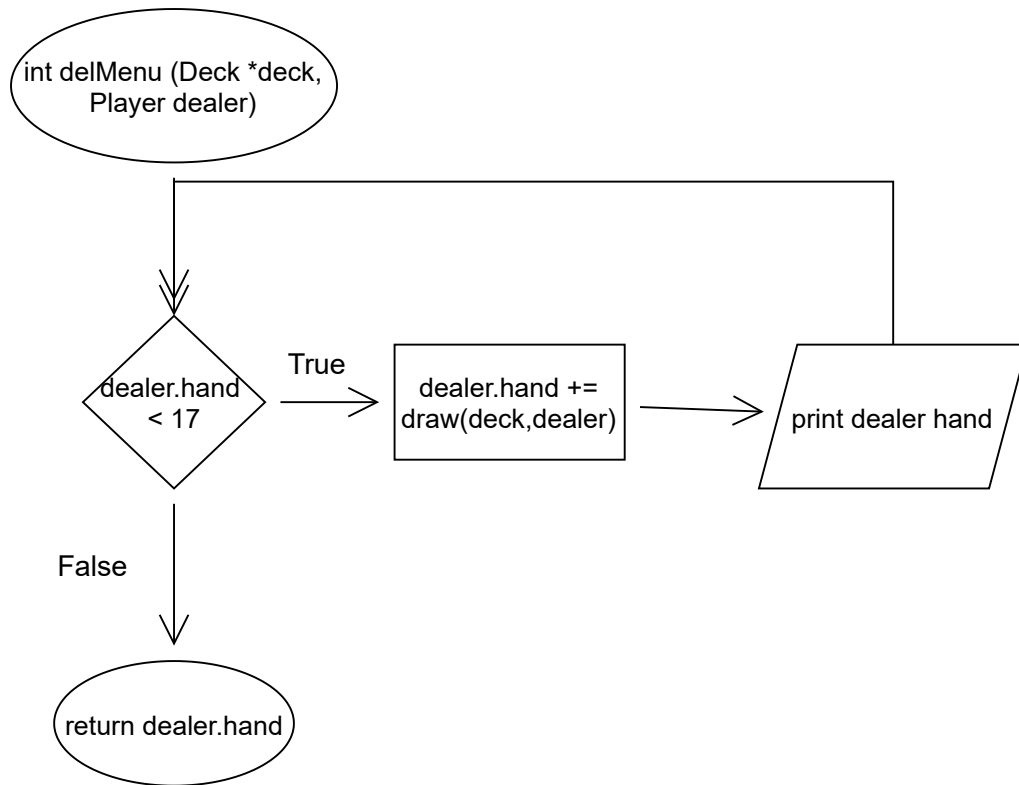 int delMenu (Deck *deck,
Player dealer)
True
dealer.hand
< 17
dealer.hand +=
draw(deck,dealer)
print dealer hand
False
return dealer.hand